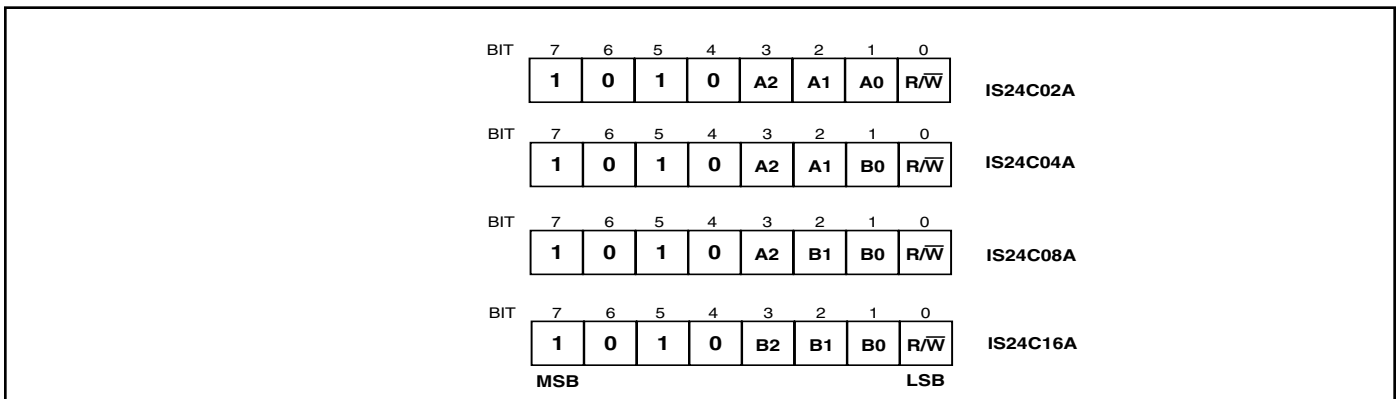 BIT 7 6 5 4 3 2 1 0
1 0 1 0 A2 A1 A0 R/W̅ IS24C02A
BIT 7 6 5 4 3 2 1 0
1 0 1 0 A2 A1 B0 R/W̅ IS24C04A
BIT 7 6 5 4 3 2 1 0
1 0 1 0 A2 B1 B0 R/W̅ IS24C08A
BIT 7 6 5 4 3 2 1 0
1 0 1 0 B2 B1 B0 R/W̅ IS24C16A
MSB LSB